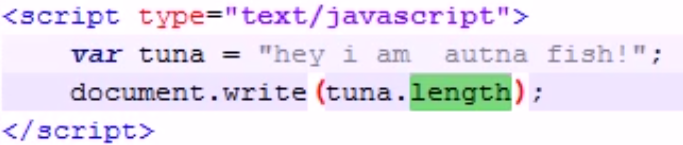 <script type="text/javascript">
    var tuna = "hey i am  autna fish!";
    document.write(tuna.length);
</script>